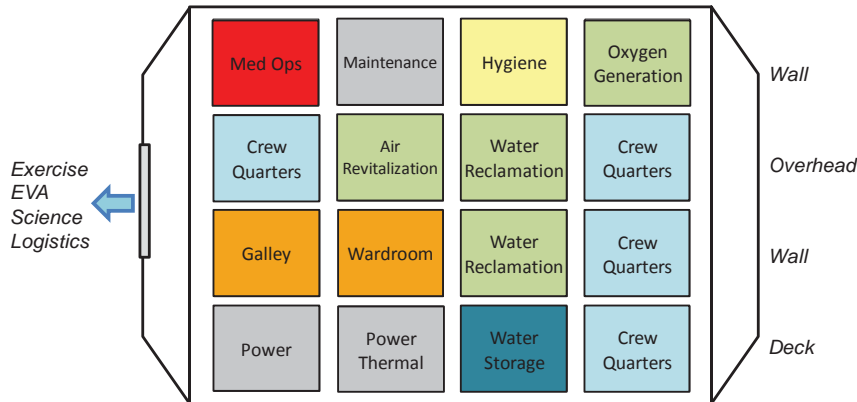 Med Ops
Maintenance
Hygiene
Oxygen
Generation
Wall
Crew
Quarters
Air
Revitalization
Water
Reclamation
Crew
Quarters
Overhead
Exercise
EVA
Science
Logistics
Galley
Wardroom
Water
Reclamation
Crew
Quarters
Wall
Power
Power
Thermal
Water
Storage
Crew
Quarters
Deck